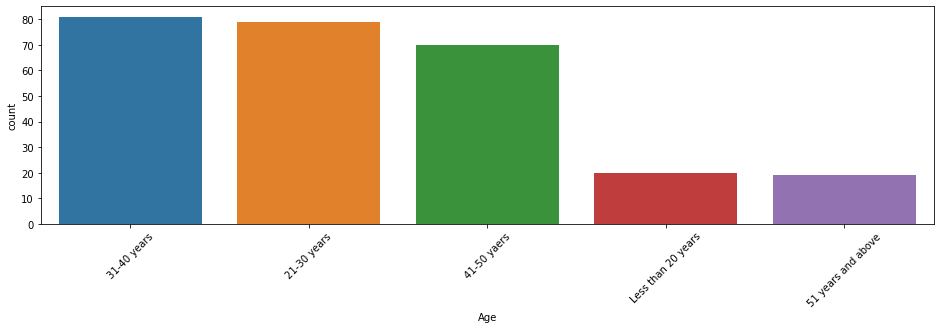 80
70
60
50
40
30
20
10
0
count
31-40 years
21-30 years
41-50 yaers
Less than 20 years
51 years and above
Age